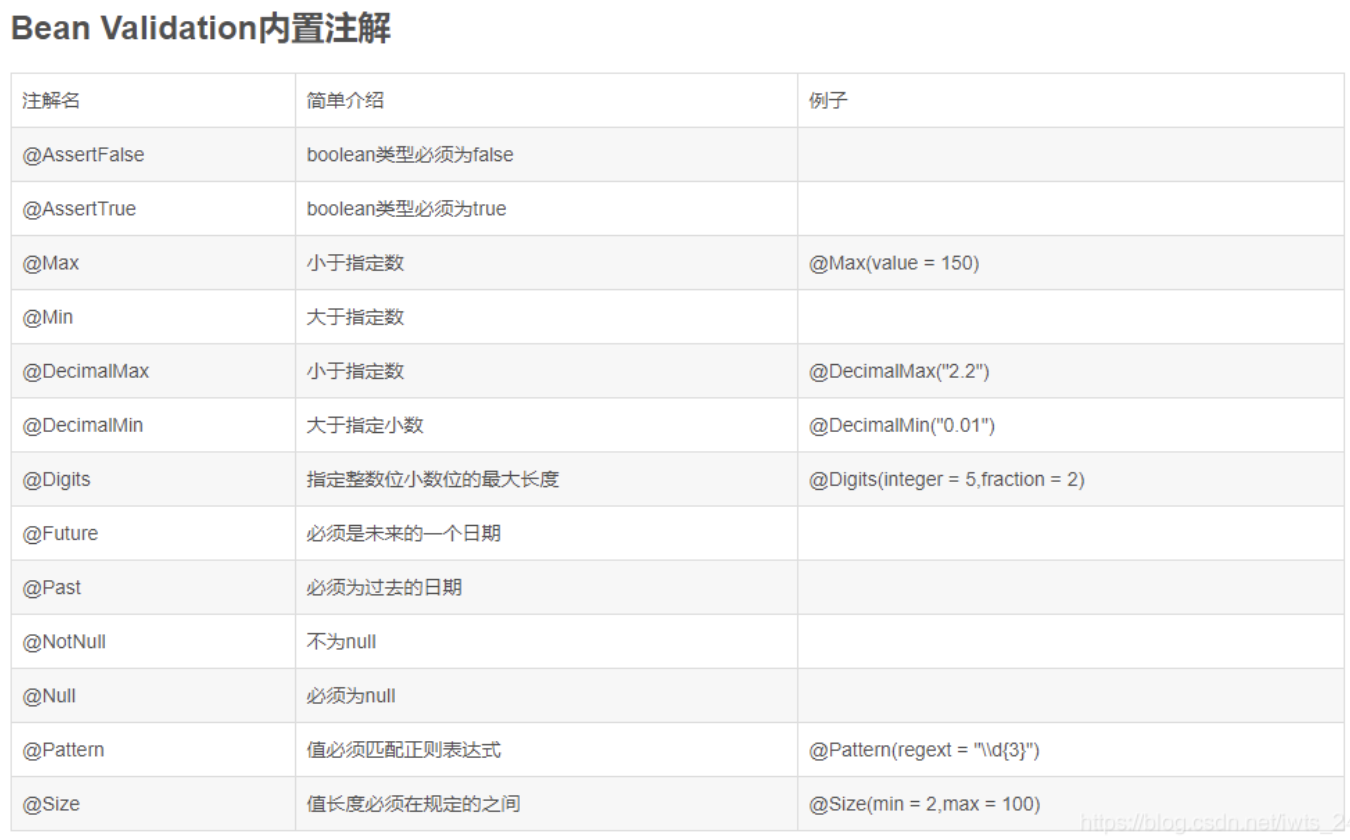 Bean Validation内置注解
注解名 简单介绍 例子
@AssertFalse boolean类型必须为false
@AssertTrue boolean类型必须为true
@Max 小于指定数 @Max(value = 150)
@Min 大于指定数
@DecimalMax 小于指定数 @DecimalMax("2.2")
@DecimalMin 大于指定小数 @DecimalMin("0.01")
@Digits 指定整数位小数位的最大长度 @Digits(integer = 5,fraction = 2)
@Future 必须是未来的一个日期
@Past 必须为过去的日期
@NotNull 不为null
@Null 必须为null
@Pattern 值必须匹配正则表达式 @Pattern(regext = "\\d{3}")
@Size 值长度必须在规定的之间 @Size(min = 2,max = 100)